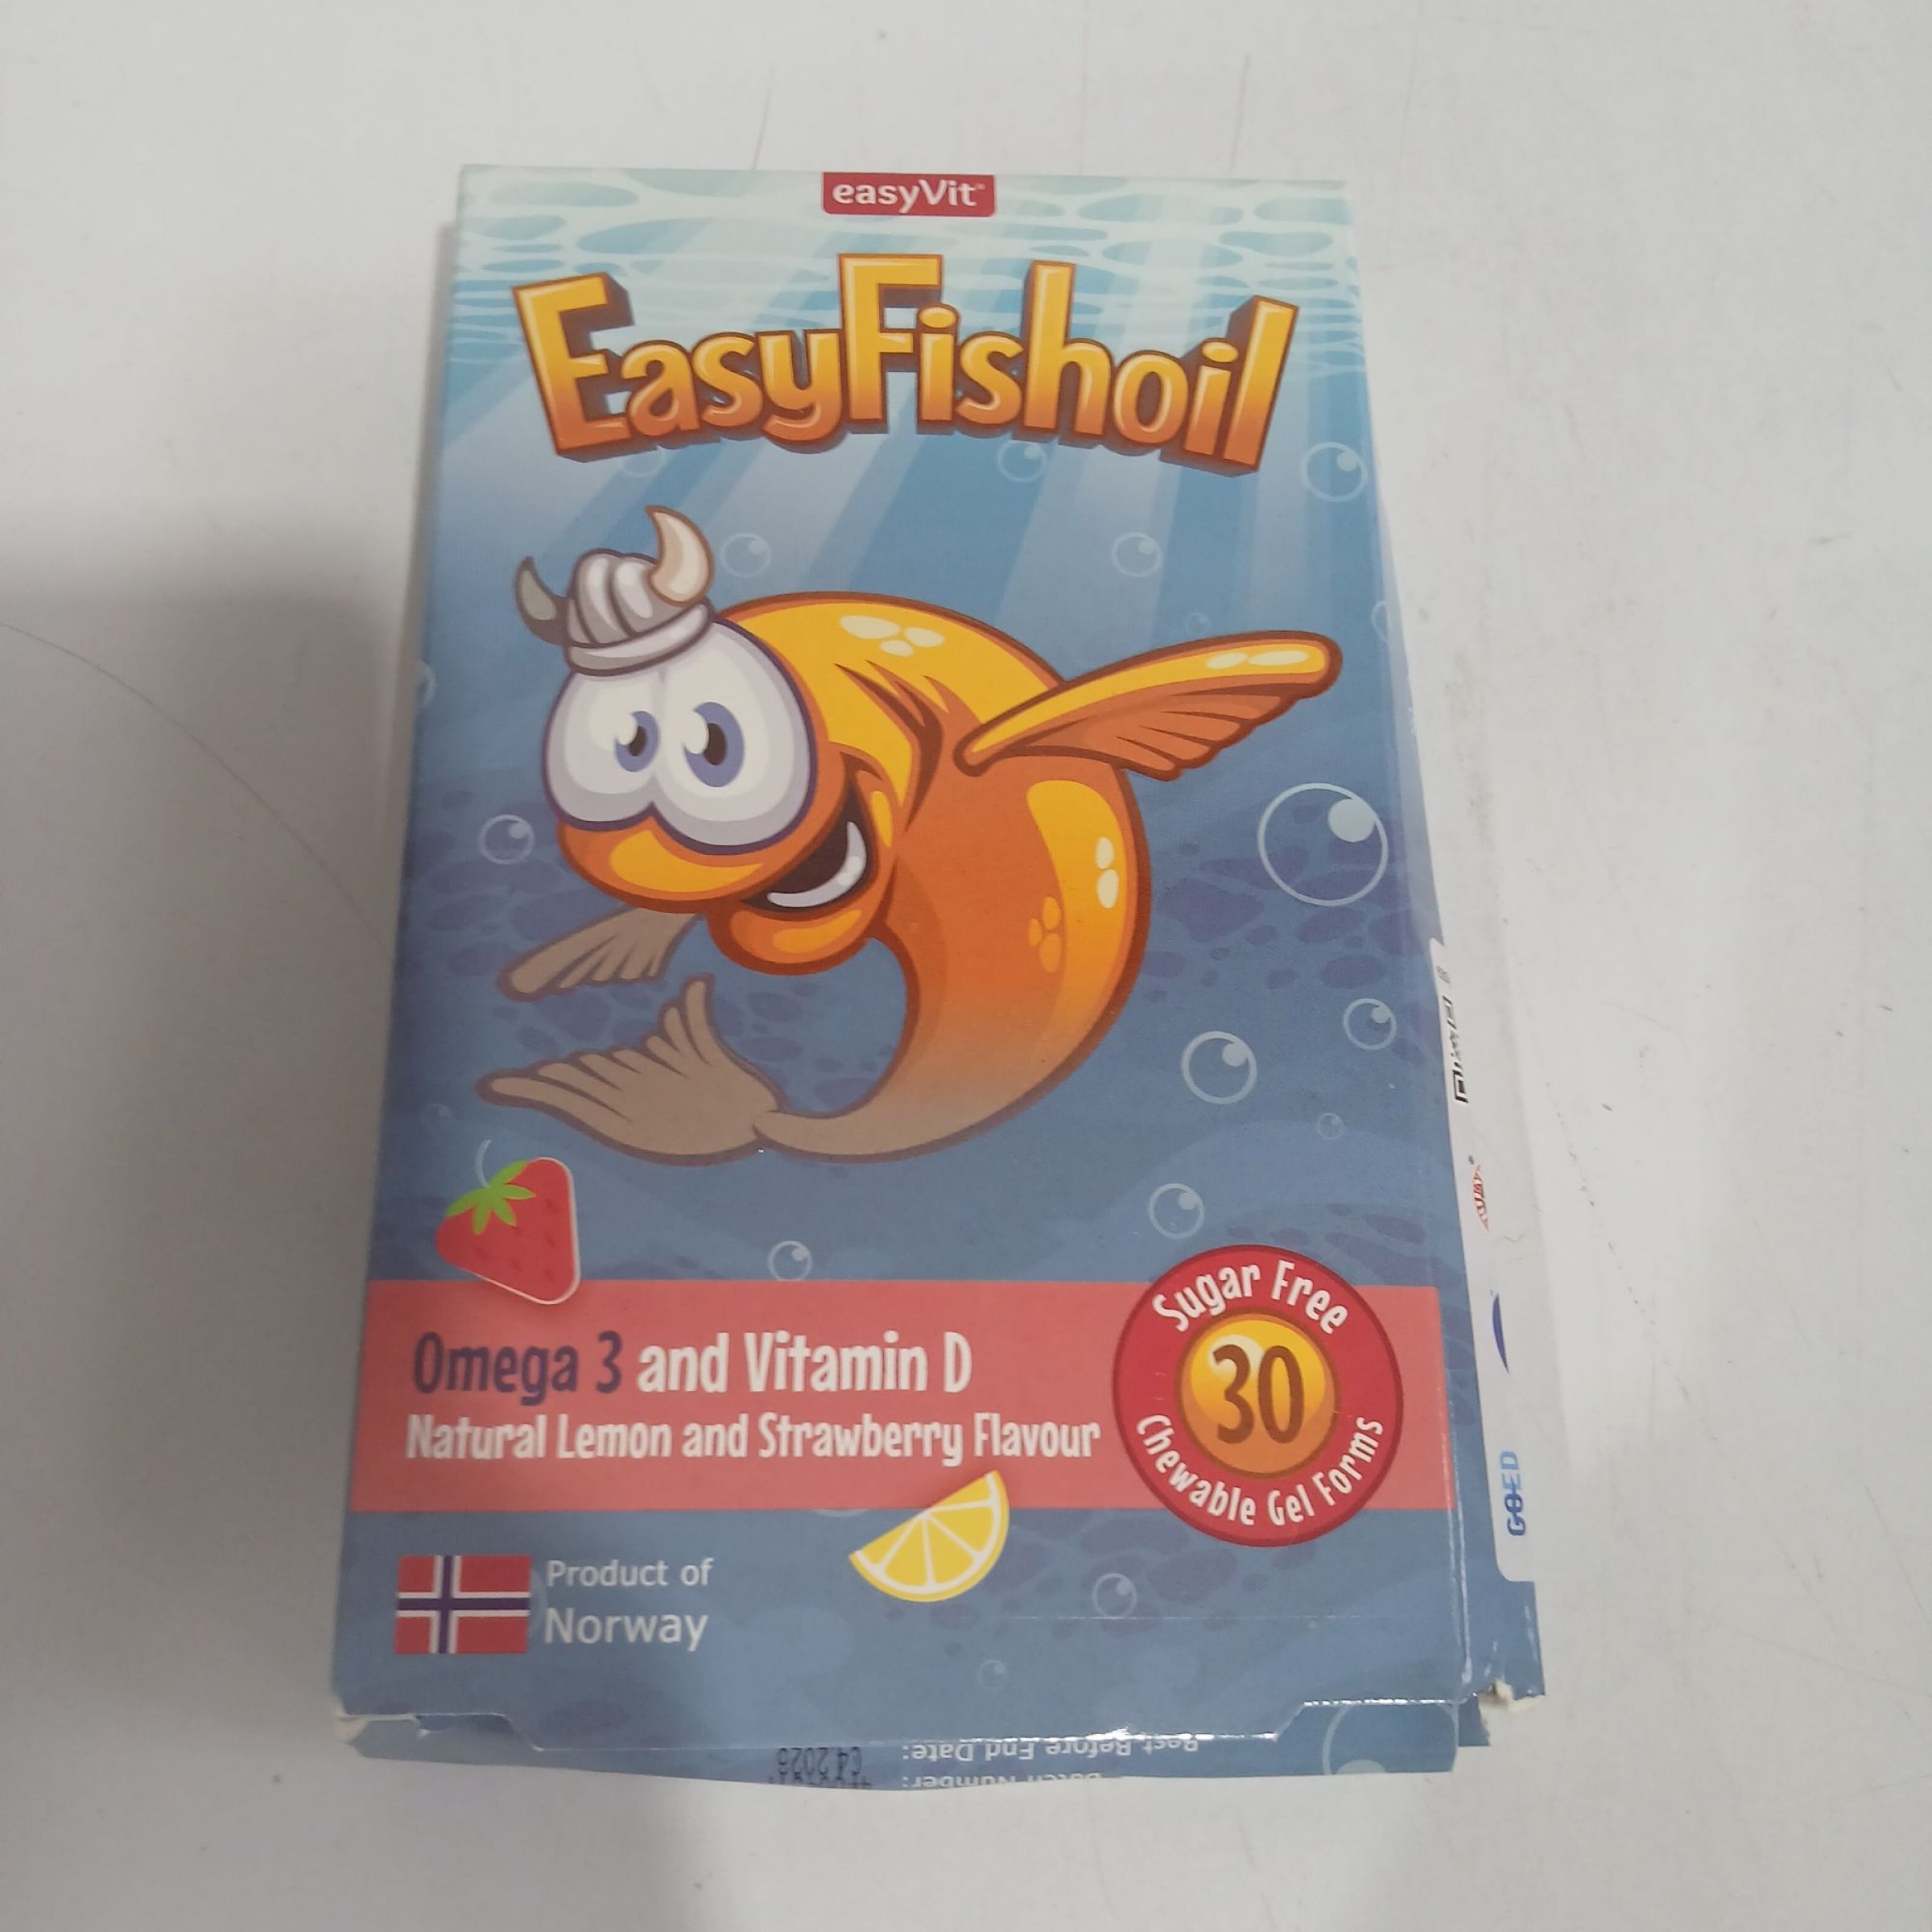 easyVit
EasyFishoil
Omega 3 and Vitamin D
Natural Lemon and Strawberry Flavour
Sugar Free
30
Chewable Gel Forms
Product of
Norway
Best Before End Date:
Batch Number:
GOED